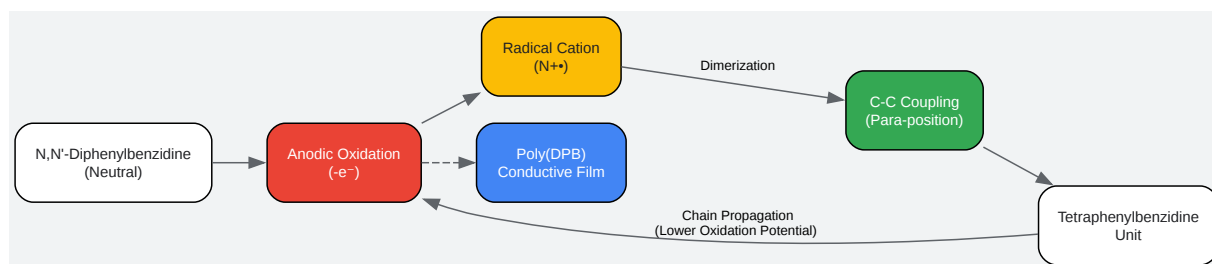 N,N'-Diphenylbenzidine
(Neutral)
Anodic Oxidation
(-e⁻)
Radical Cation
(N+•)
Poly(DPB)
Conductive Film
Dimerization
C-C Coupling
(Para-position)
Tetraphenylbenzidine
Unit
Chain Propagation
(Lower Oxidation Potential)